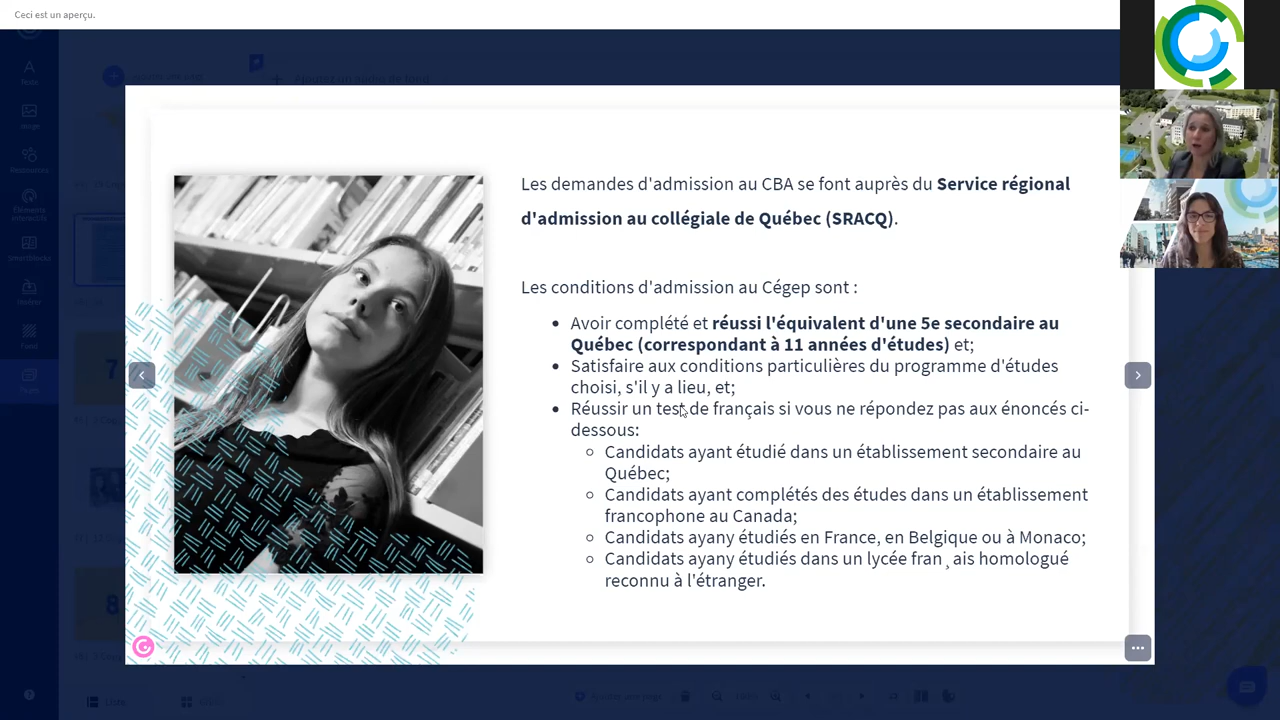 Ceci est un aperçu.
Texte
Image
Les demandes d'admission au CBA se font auprès du Service régional
d'admission au collégiale de Québec (SRACQ).
Les conditions d'admission au Cégep sont :
Avoir complété et réussi l'équivalent d'une 5e secondaire au
Québec (correspondant à 11 années d'études) et;
Satisfaire aux conditions particulières du programme d'études
choisi, s'il y a lieu, et;
Réussir un test de français si vous ne répondez pas aux énoncés ci-
dessous:
Candidats ayant étudié dans un établissement secondaire au
Québec;
Candidats ayant complétés des études dans un établissement
francophone au Canada;
Candidats ayany étudiés en France, en Belgique ou à Monaco;
Candidats ayany étudiés dans un lycée fran¸ais homologué
reconnu à l'étranger.
7
8